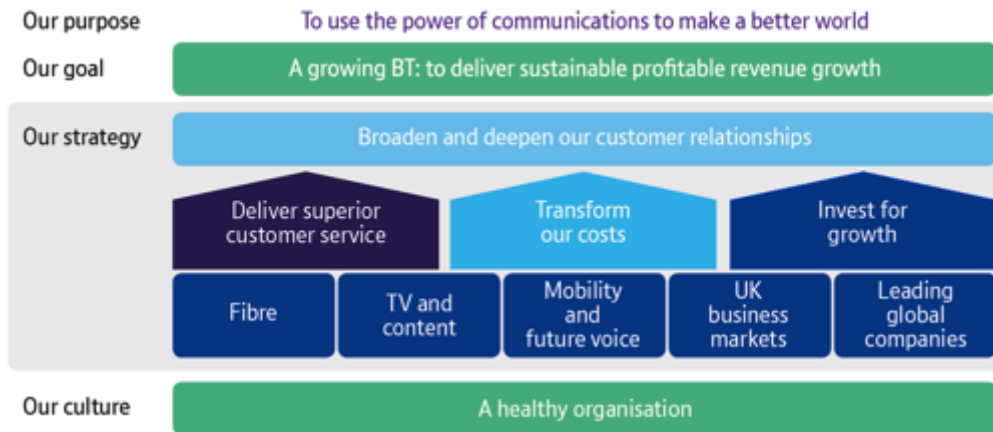 Our purpose
To use the power of communications to make a better world
Our goal
A growing BT: to deliver sustainable profitable revenue growth
Our strategy
Broaden and deepen our customer relationships
Deliver superior
customer service
Transform
our costs
Invest for
growth
Fibre
TV and
content
Mobility
and
future voice
UK
business
markets
Leading
global
companies
Our culture
A healthy organisation